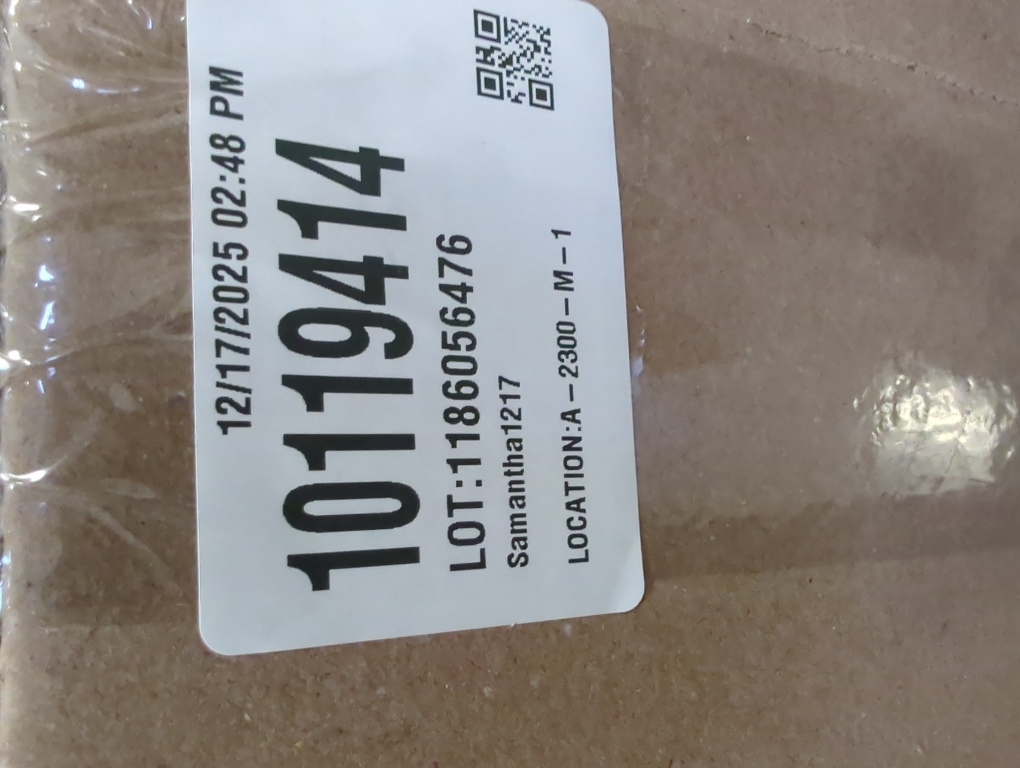 12/17/2025 02:48 PM
10119414
LOT:1186056476
Samantha1217
LOCATION:A-2300-M-1